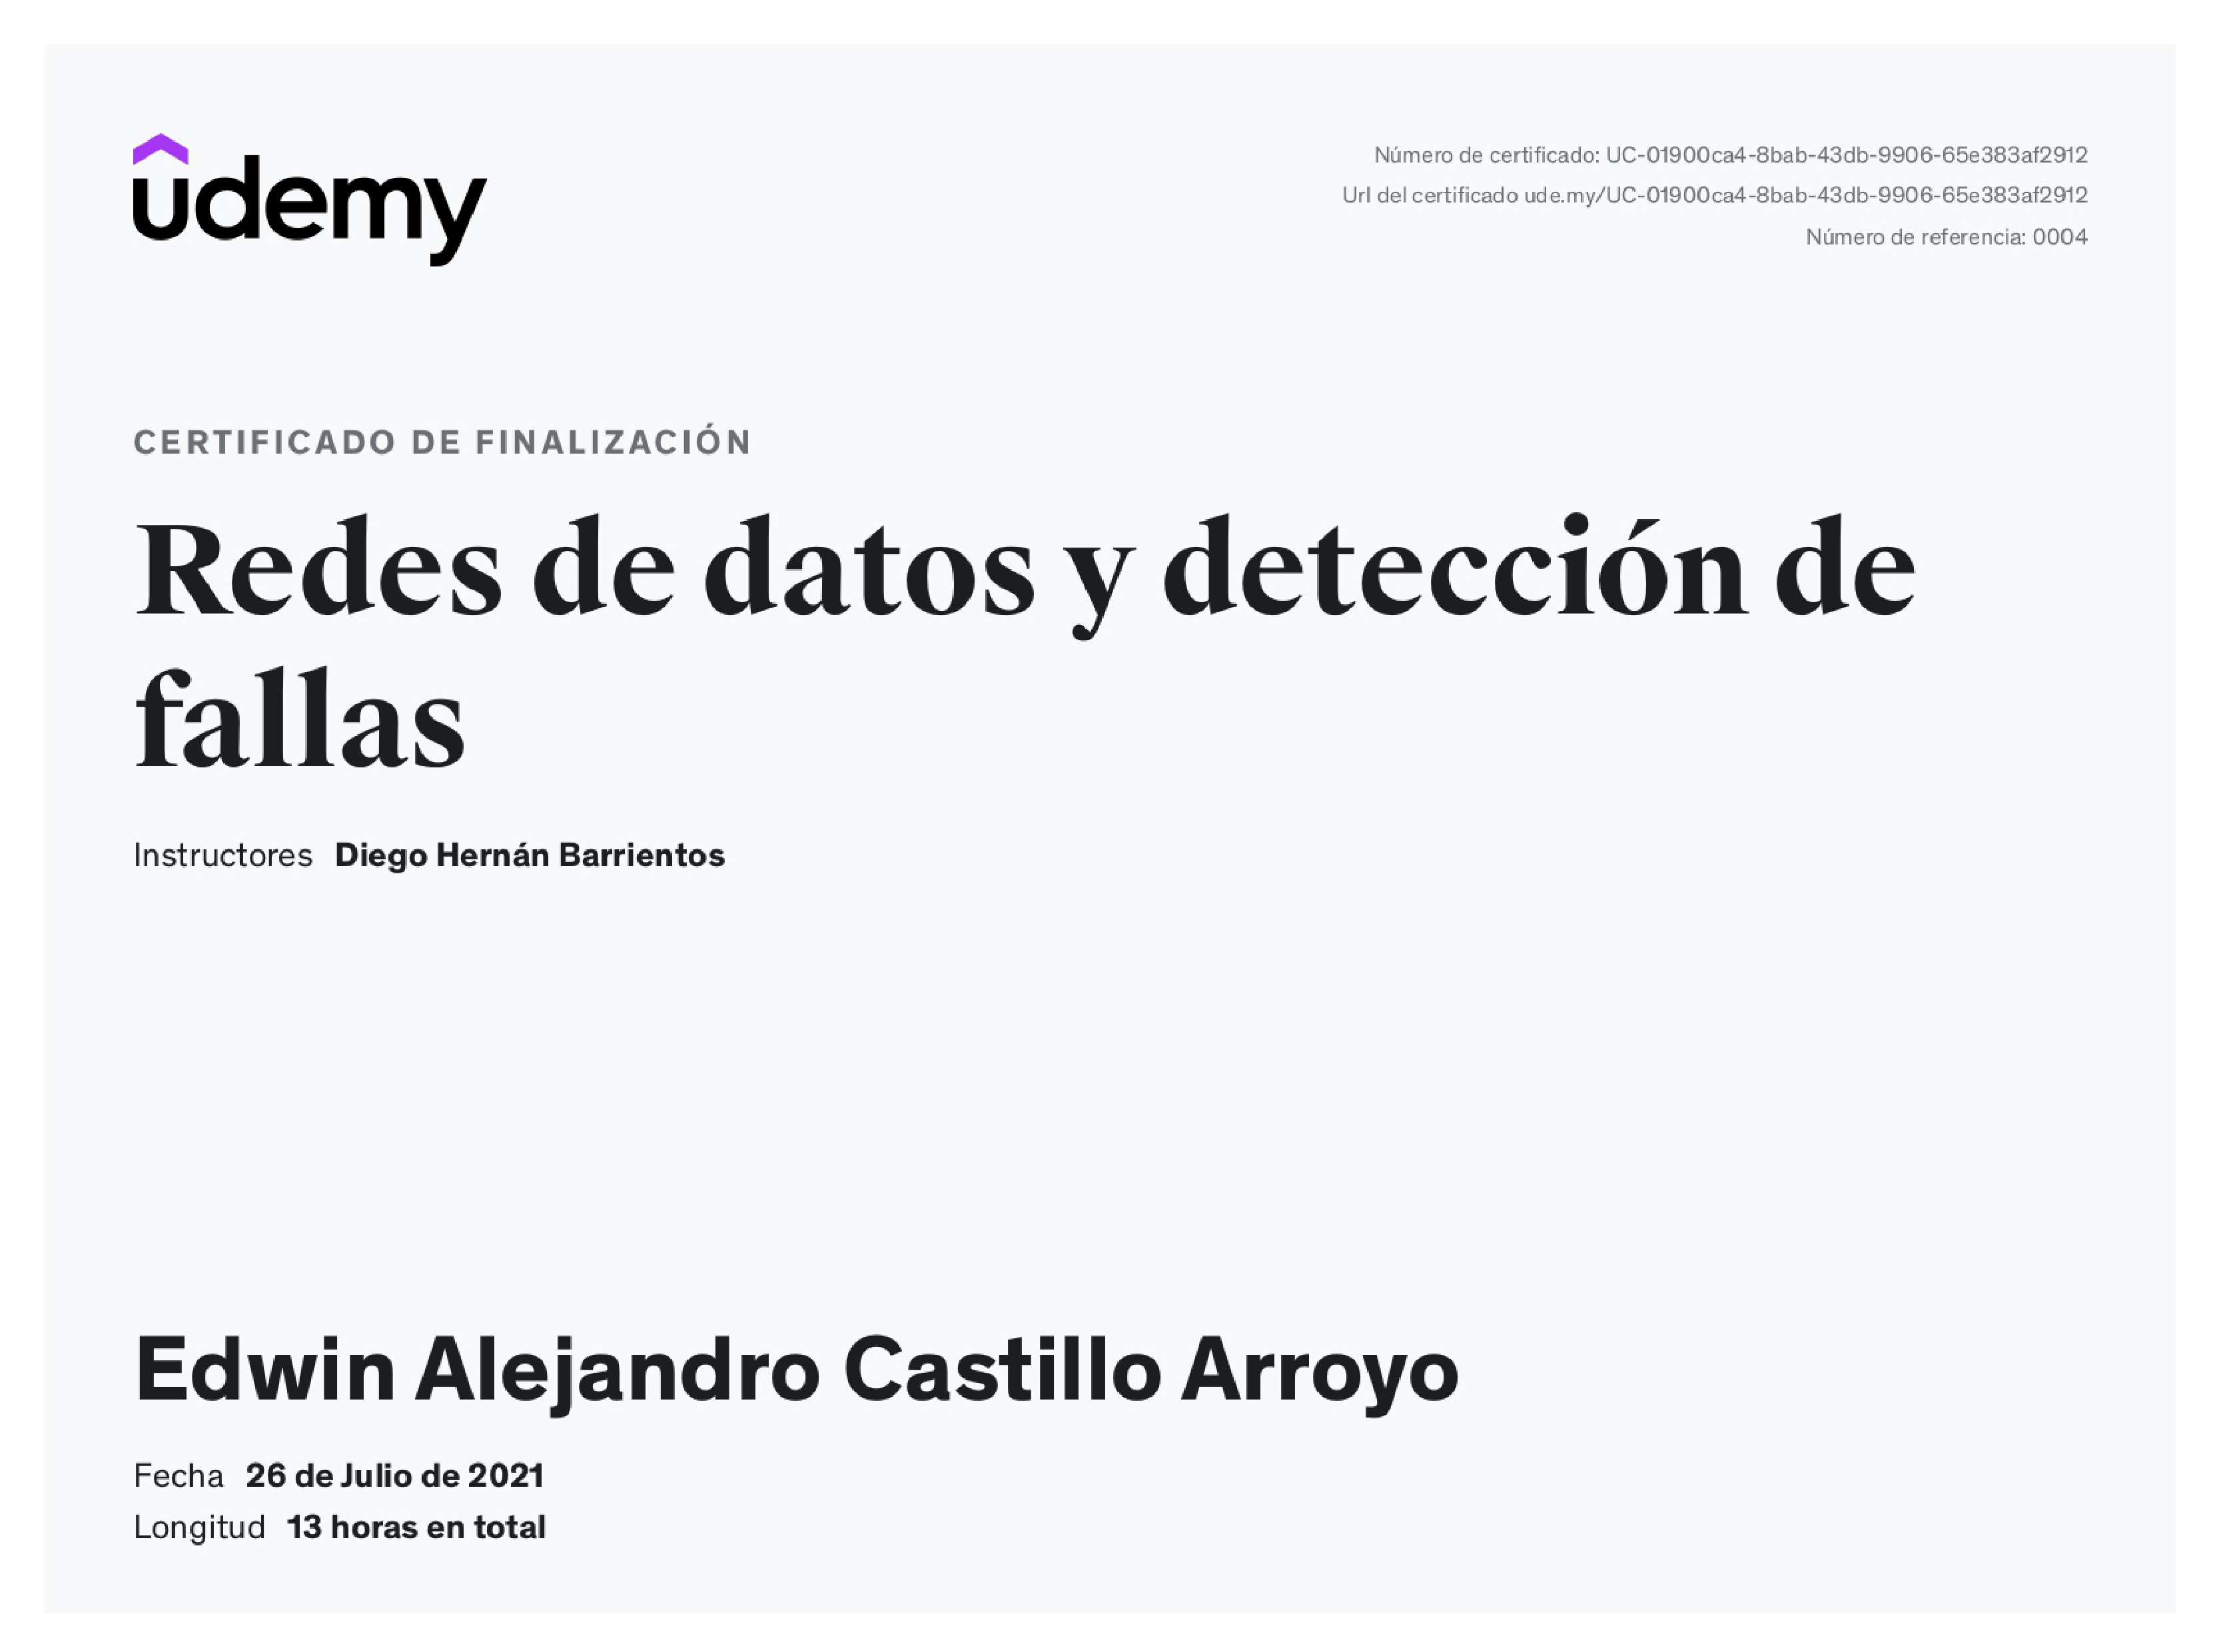 udemy
Número de certificado: UC-01900ca4-8bab-43db-9906-65e383af2912
Url del certificado ude.my/UC-01900ca4-8bab-43db-9906-65e383af2912
Número de referencia: 0004
CERTIFICADO DE FINALIZACIÓN
Redes de datos y detección de
fallas
Instructores Diego Hernán Barrientos
Edwin Alejandro Castillo Arroyo
Fecha 26 de Julio de 2021
Longitud 13 horas en total